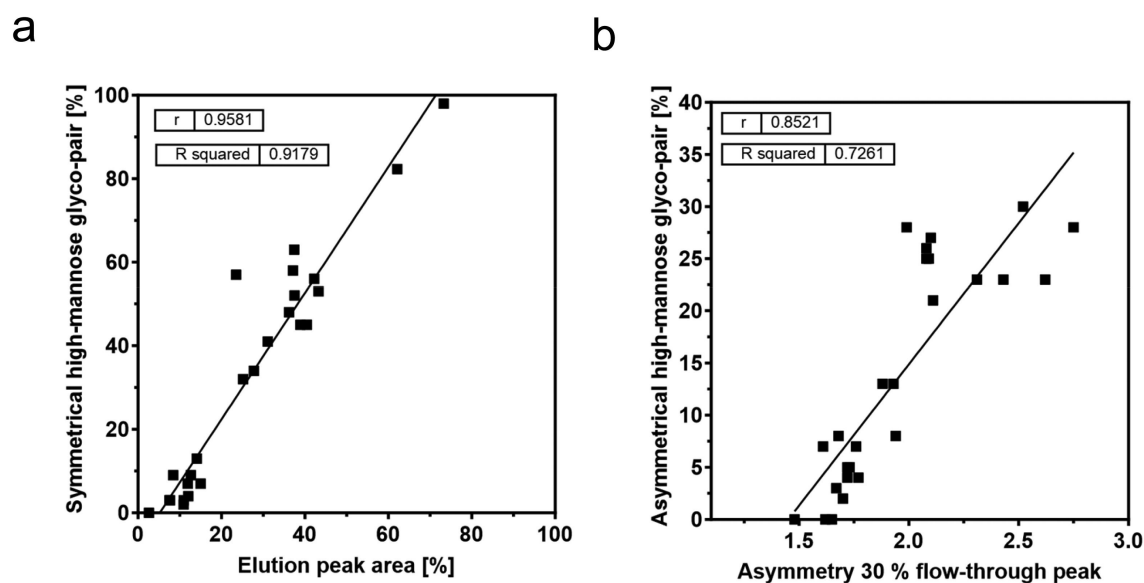 a
Symmetrical high-mannose glyco-pair [%]
r 0.9581
R squared 0.9179
100
80
60
40
20
0
0 20 40 60 80 100
Elution peak area [%]
b
Asymmetrical high-mannose glyco-pair [%]
r 0.8521
R squared 0.7261
40
35
30
25
20
15
10
5
0
1.5 2.0 2.5 3.0
Asymmetry 30 % flow-through peak